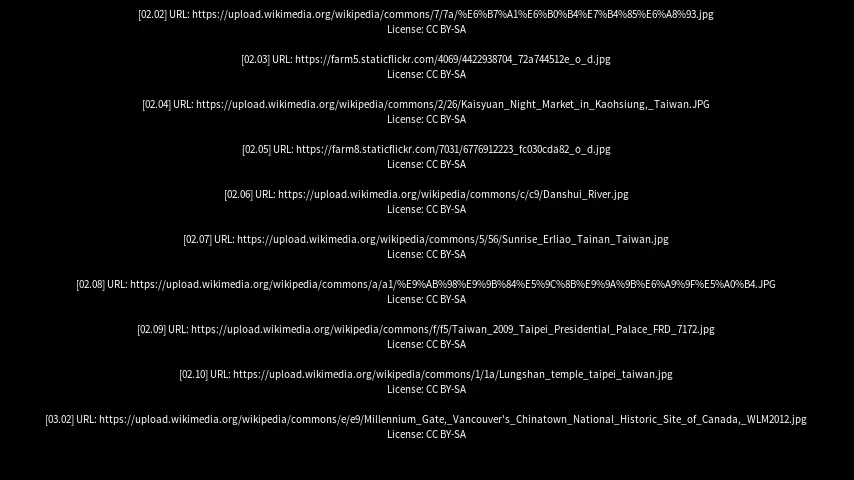 [02.02] URL: https://upload.wikimedia.org/wikipedia/commons/7/7a/%E6%B7%A1%E6%B0%B4%E7%B4%85%E6%A8%93.jpg
License: CC BY-SA
[02.03] URL: https://farm5.staticflickr.com/4069/4422938704_72a744512e_o_d.jpg
License: CC BY-SA
[02.04] URL: https://upload.wikimedia.org/wikipedia/commons/2/26/Kaisyuan_Night_Market_in_Kaohsiung,_Taiwan.JPG
License: CC BY-SA
[02.05] URL: https://farm8.staticflickr.com/7031/6776912223_fc030cda82_o_d.jpg
License: CC BY-SA
[02.06] URL: https://upload.wikimedia.org/wikipedia/commons/c/c9/Danshui_River.jpg
License: CC BY-SA
[02.07] URL: https://upload.wikimedia.org/wikipedia/commons/5/56/Sunrise_Erliao_Tainan_Taiwan.jpg
License: CC BY-SA
[02.08] URL: https://upload.wikimedia.org/wikipedia/commons/a/a1/%E9%AB%98%E9%9B%84%E5%9C%8B%E9%9A%9B%E6%A9%9F%E5%A0%B4.JPG
License: CC BY-SA
[02.09] URL: https://upload.wikimedia.org/wikipedia/commons/f/f5/Taiwan_2009_Taipei_Presidential_Palace_FRD_7172.jpg
License: CC BY-SA
[02.10] URL: https://upload.wikimedia.org/wikipedia/commons/1/1a/Lungshan_temple_taipei_taiwan.jpg
License: CC BY-SA
[03.02] URL: https://upload.wikimedia.org/wikipedia/commons/e/e9/Millennium_Gate,_Vancouver's_Chinatown_National_Historic_Site_of_Canada,_WLM2012.jpg
License: CC BY-SA